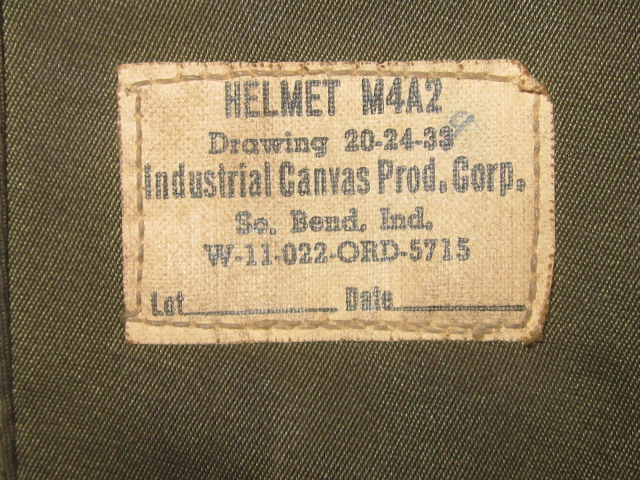 HELMET M4A2
Drawing 20-24-33
Industrial Canvas Prod. Corp.
So. Bend, Ind.
W-11-022-ORD-5715
Lot Date